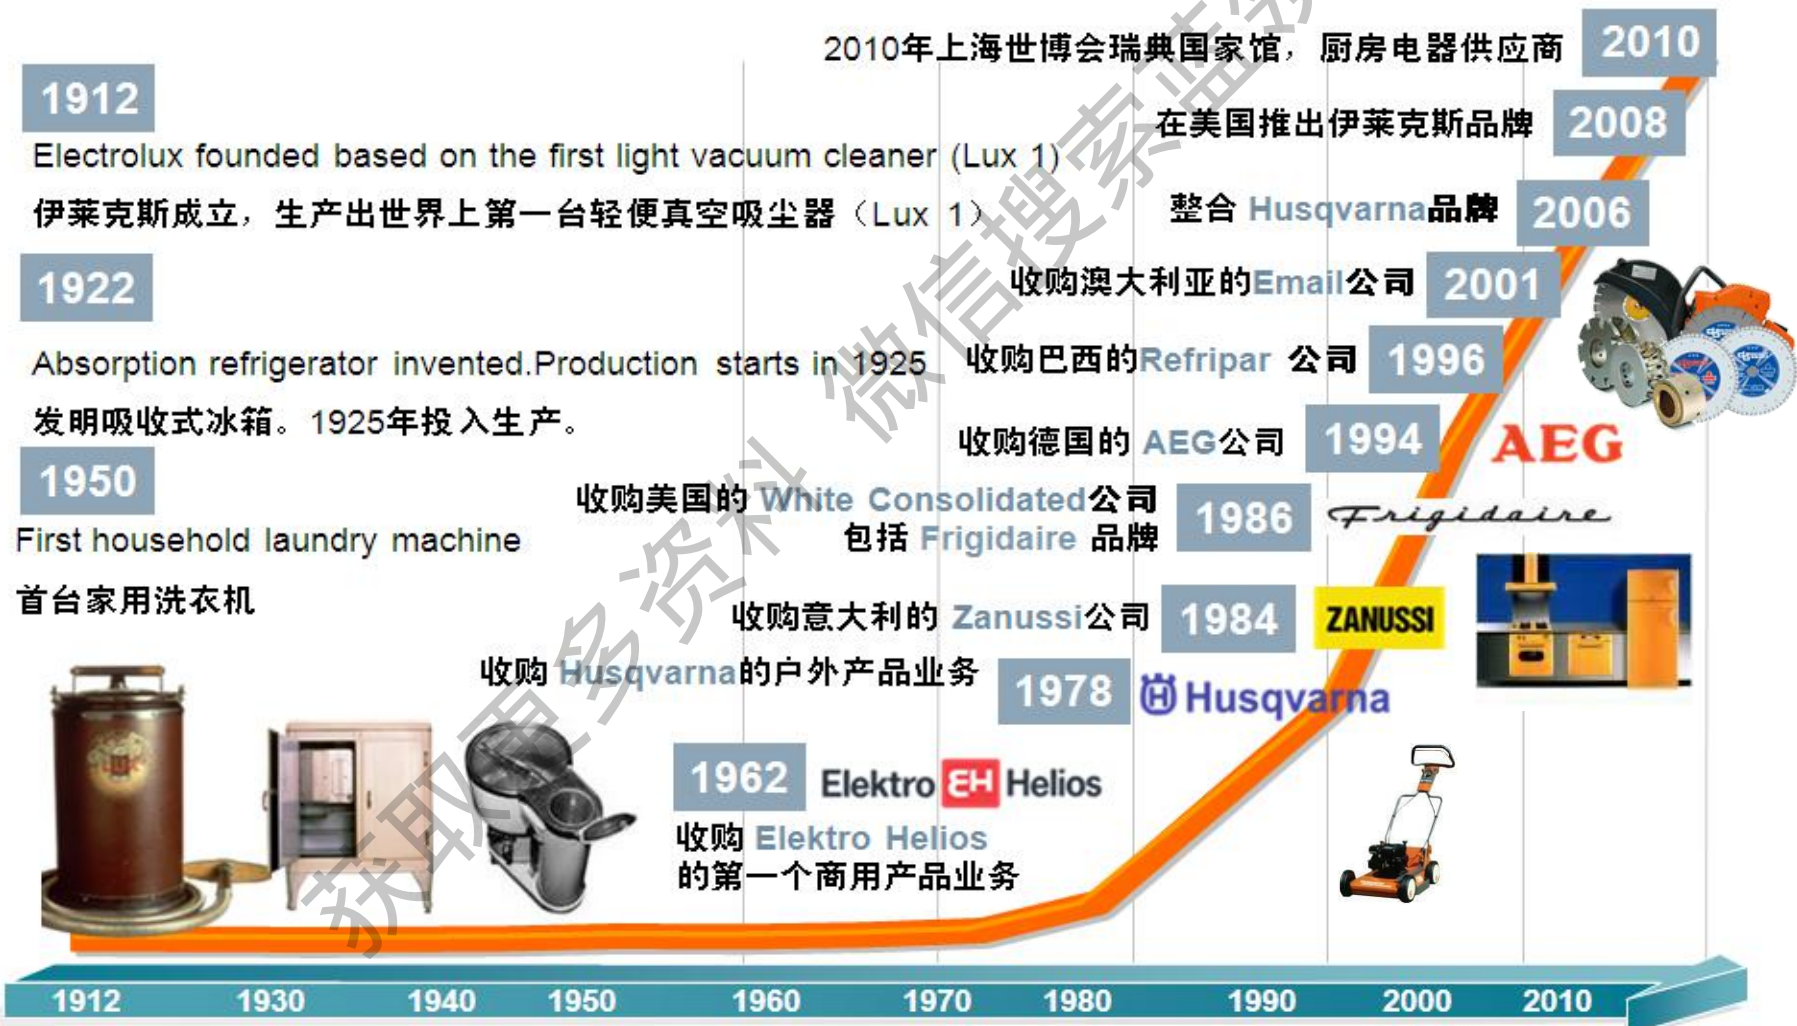 2010年上海世博会瑞典国家馆，厨房电器供应商
2010
1912
在美国推出伊莱克斯品牌
2008
Electrolux founded based on the first light vacuum cleaner (Lux 1)
伊莱克斯成立，生产出世界上第一台轻便真空吸尘器（Lux 1）
整合 Husqvarna品牌
2006
1922
收购澳大利亚的Email公司
2001
Absorption refrigerator invented.Production starts in 1925
发明吸收式冰箱。1925年投入生产。
收购巴西的Refripar 公司
1996
收购德国的 AEG公司
1994
AEG
1950
First household laundry machine
首台家用洗衣机
收购美国的 White Consolidated公司
包括 Frigidaire 品牌
1986
Frigidaire
收购意大利的 Zanussi公司
1984
ZANUSSI
收购 Husqvarna的户外产品业务
1978
Husqvarna
1962
Elektro EH Helios
收购 Elektro Helios
的第一个商用产品业务
1912 1930 1940 1950 1960 1970 1980 1990 2000 2010
获取更多资料 微信搜索蓝领